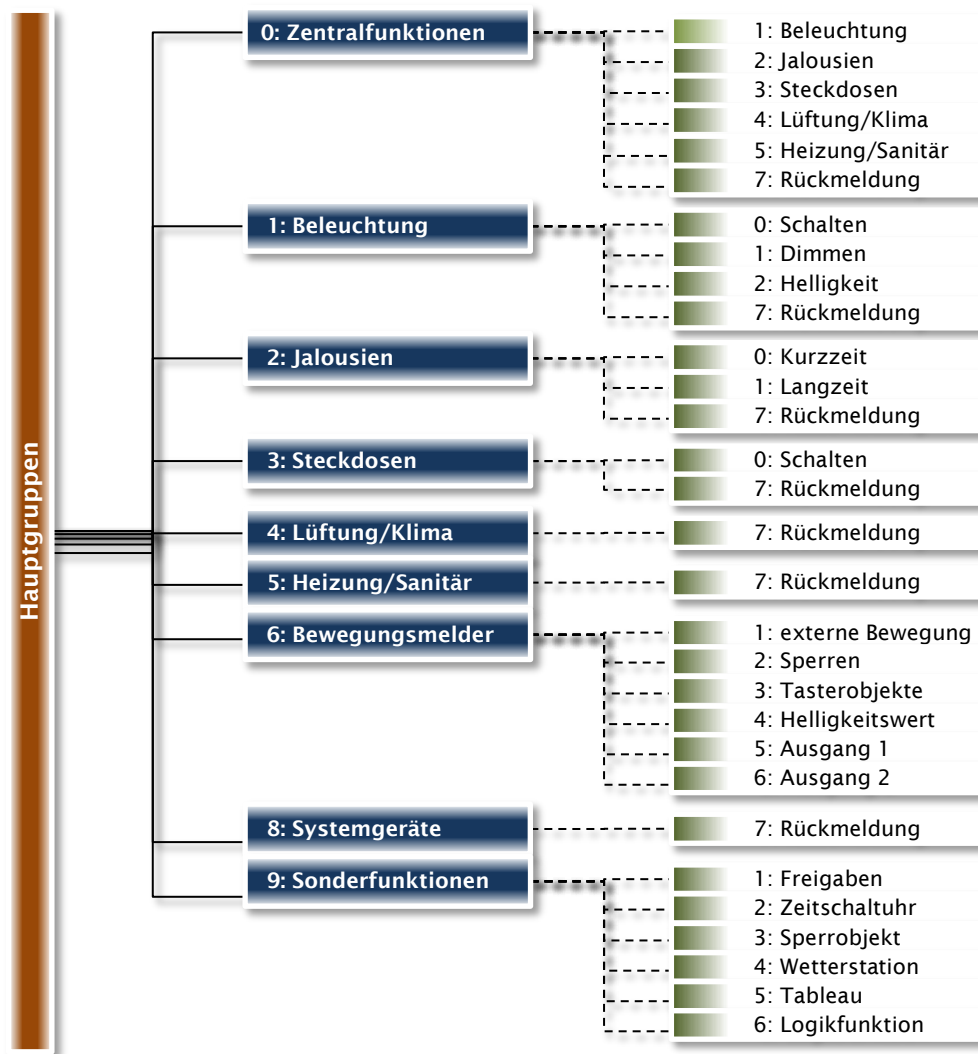 Hauptgruppen
0: Zentralfunktionen
1: Beleuchtung
2: Jalousien
3: Steckdosen
4: Lüftung/Klima
5: Heizung/Sanitär
7: Rückmeldung
1: Beleuchtung
0: Schalten
1: Dimmen
2: Helligkeit
7: Rückmeldung
2: Jalousien
0: Kurzzeit
1: Langzeit
7: Rückmeldung
3: Steckdosen
0: Schalten
7: Rückmeldung
4: Lüftung/Klima
7: Rückmeldung
5: Heizung/Sanitär
7: Rückmeldung
6: Bewegungsmelder
1: externe Bewegung
2: Sperren
3: Tasterobjekte
4: Helligkeitswert
5: Ausgang 1
6: Ausgang 2
8: Systemgeräte
7: Rückmeldung
9: Sonderfunktionen
1: Freigaben
2: Zeitschaltuhr
3: Sperrobjekt
4: Wetterstation
5: Tableau
6: Logikfunktion